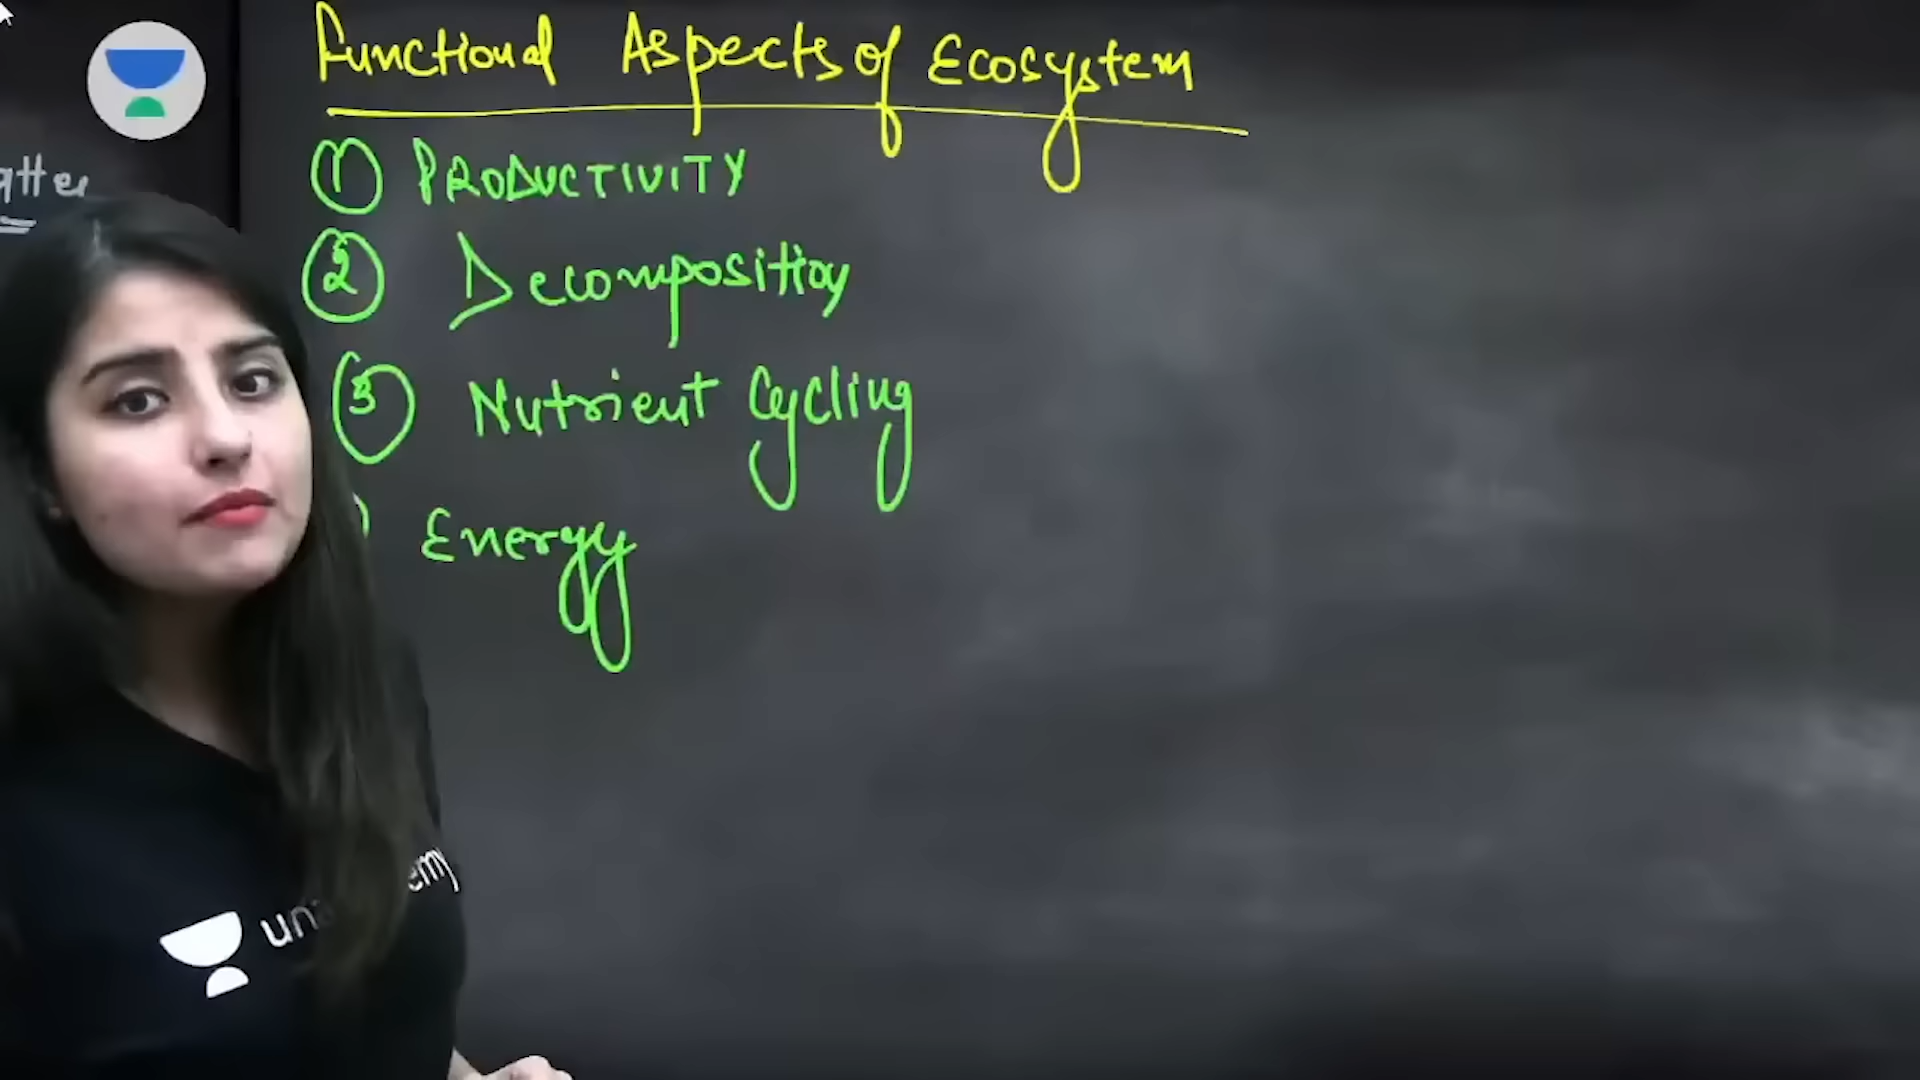 Functional Aspects of Ecosystem
① PRODUCTIVITY
② Decomposition
③ Nutrient Cycling
Energy